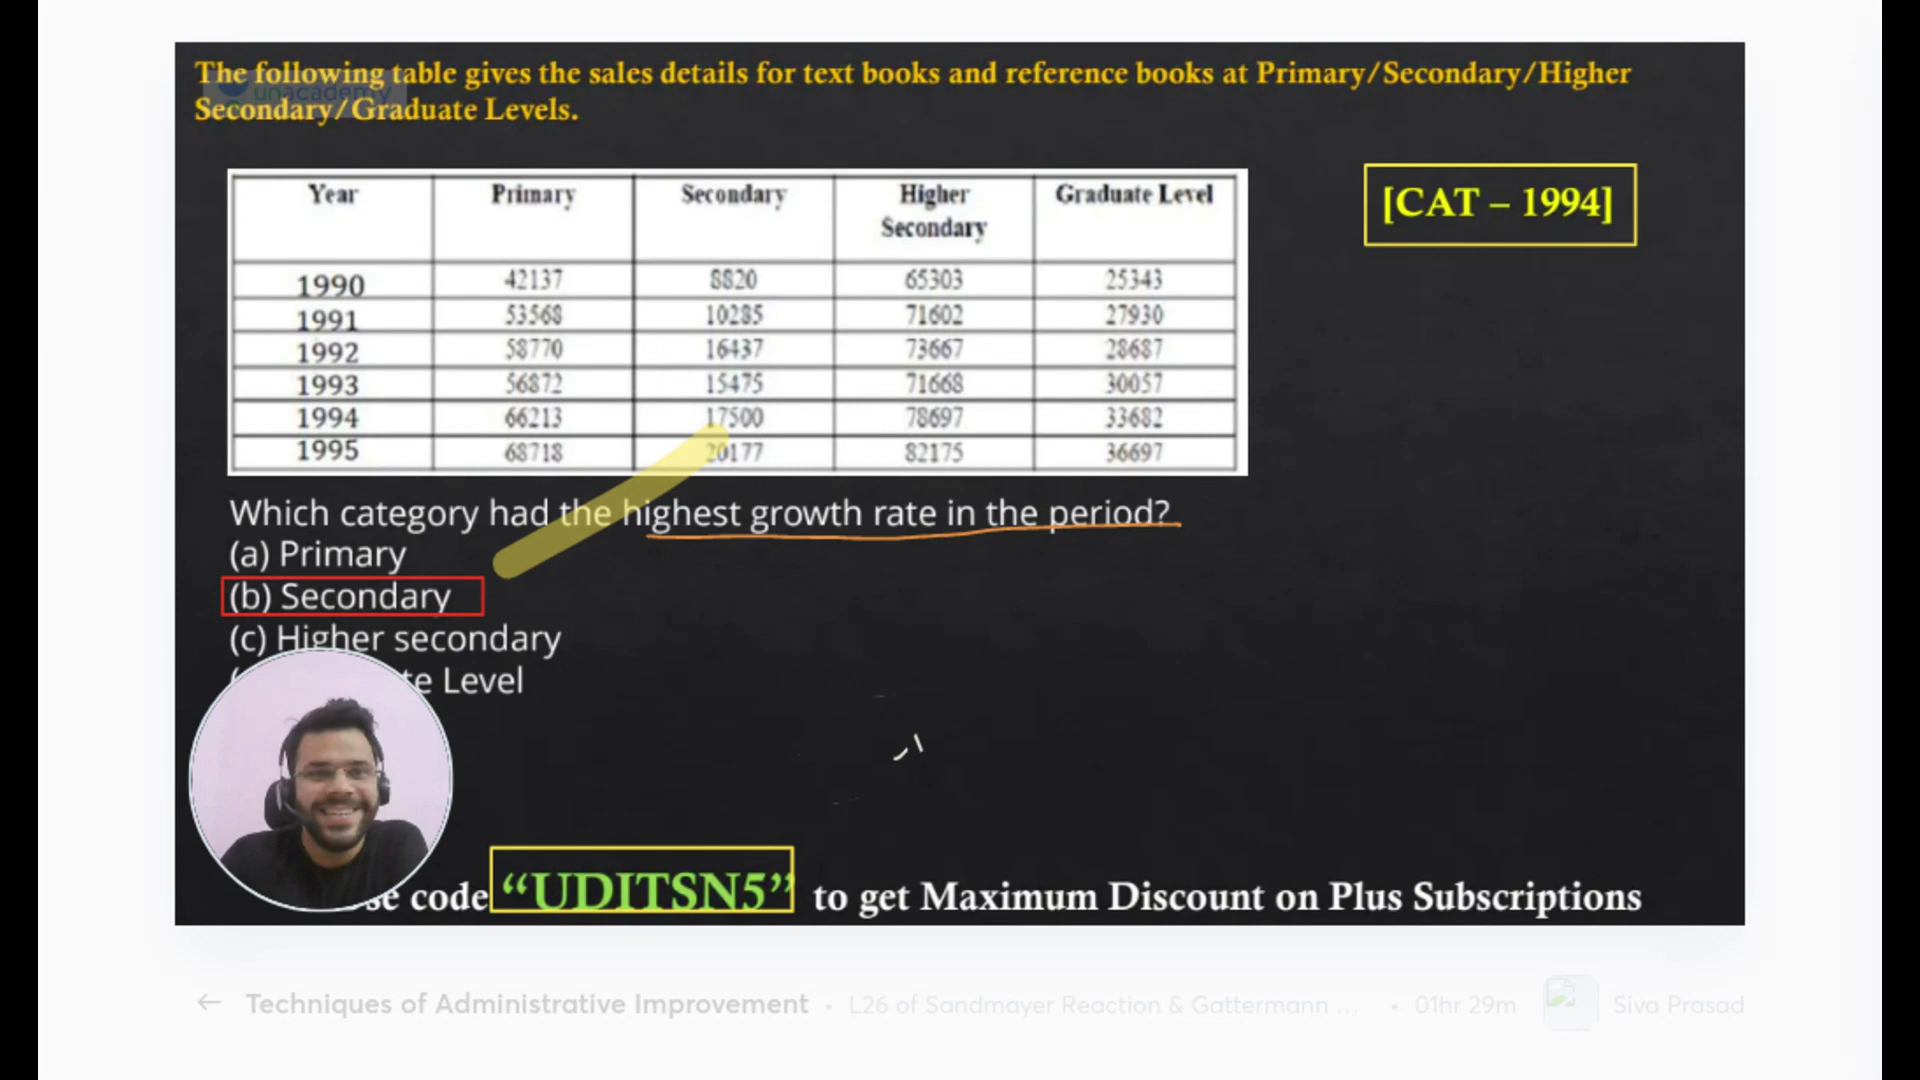 The following table gives the sales details for text books and reference books at Primary/Secondary/Higher
unacademy
Secondary/Graduate Levels.
[CAT – 1994]
Year Primary Secondary Higher Secondary Graduate Level
1990 42137 8820 65303 25343
1991 53568 10285 71602 27930
1992 58770 16437 73667 28687
1993 56872 15475 71668 30057
1994 66213 17500 78697 33682
1995 68718 20177 82175 36697
Which category had the highest growth rate in the period?
(a) Primary
(b) Secondary
(c) Higher secondary
Level
code “UDITSN5” to get Maximum Discount on Plus Subscriptions
← Techniques of Administrative Improvement • L26 of Sandmayer Reaction & Gattermann ... • 01hr 29m Siva Prasad